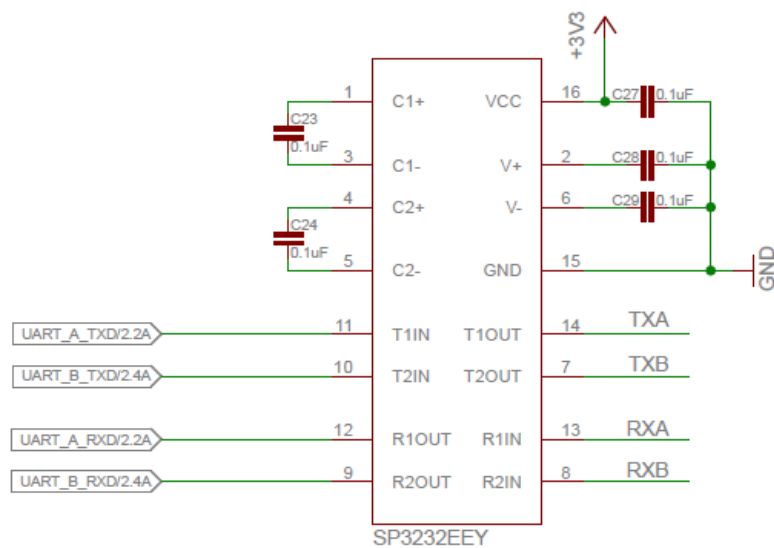 +3V3
1 C1+ VCC 16 C27 0.1uF
C23
0.1uF
3 C1- V+ 2 C28 0.1uF
4 C2+ V- 6 C29 0.1uF
C24
0.1uF
5 C2- GND 15
GND
UART_A_TXD/2.2A 11 T1IN T1OUT 14 TXA
UART_B_TXD/2.4A 10 T2IN T2OUT 7 TXB
UART_A_RXD/2.2A 12 R1OUT R1IN 13 RXA
UART_B_RXD/2.4A 9 R2OUT R2IN 8 RXB
SP3232EEY